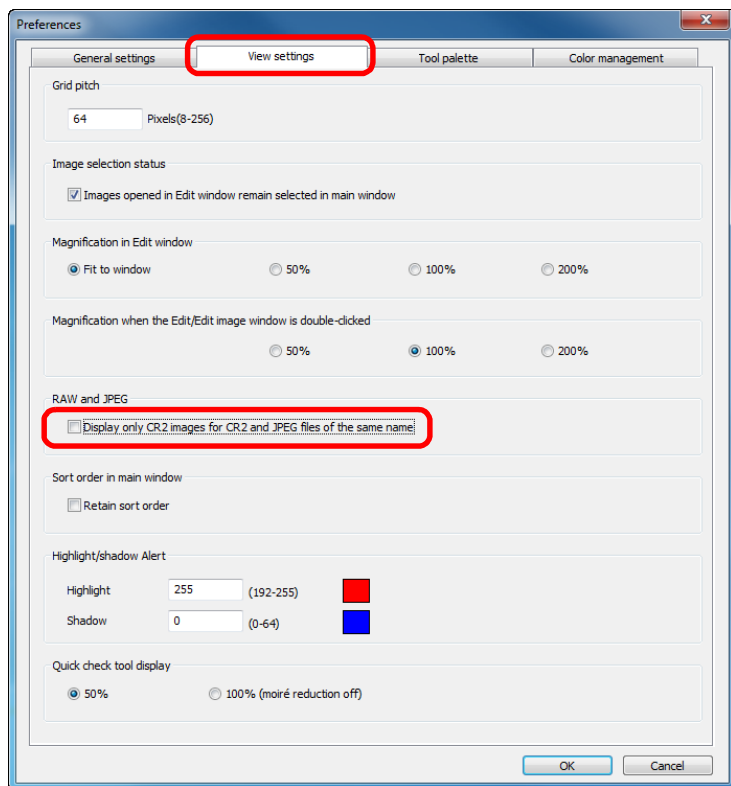 Preferences
General settings View settings Tool palette Color management
Grid pitch
64 Pixels(8-256)
Image selection status
Images opened in Edit window remain selected in main window
Magnification in Edit window
Fit to window 50% 100% 200%
Magnification when the Edit/Edit image window is double-clicked
50% 100% 200%
RAW and JPEG
Display only CR2 images for CR2 and JPEG files of the same name
Sort order in main window
Retain sort order
Highlight/shadow Alert
Highlight 255 (192-255)
Shadow 0 (0-64)
Quick check tool display
50% 100% (moiré reduction off)
OK Cancel